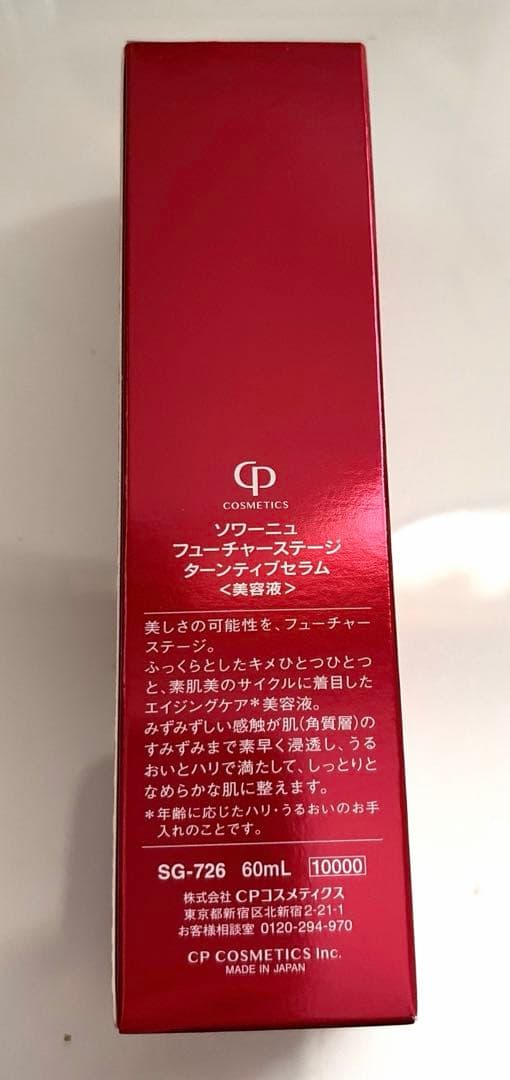 CP
COSMETICS
ソワーニュ
フューチャーステージ
ターンティブセラム
＜美容液＞
美しさの可能性を、フューチャー
ステージ。
ふっくらとしたキメひとつひとつ
と、素肌美のサイクルに着目した
エイジングケア＊美容液。
みずみずしい感触が肌(角質層)の
すみずみまで素早く浸透し、うる
おいとハリで満たして、しっとりと
なめらかな肌に整えます。
＊年齢に応じたハリ・うるおいのお手
入れのことです。
SG-726 60mL 10000
株式会社 CPコスメティクス
東京都新宿区北新宿2-21-1
お客様相談室 0120-294-970
CP COSMETICS Inc.
MADE IN JAPAN